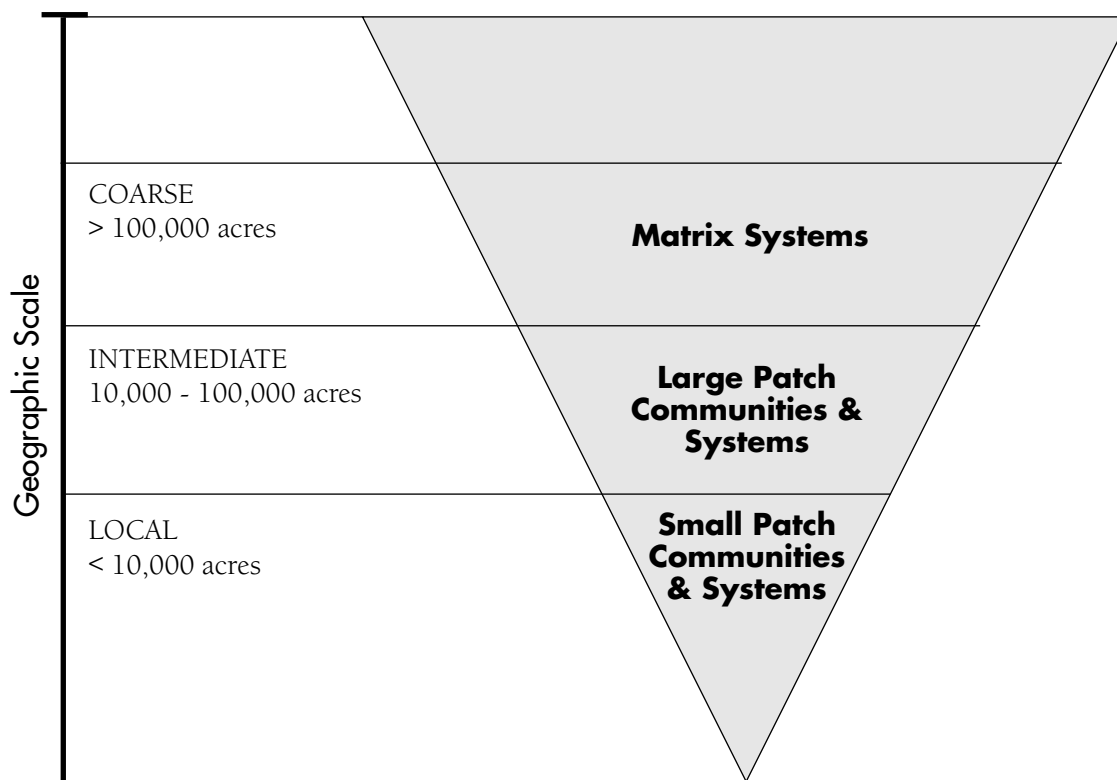 Geographic Scale
COARSE
> 100,000 acres
Matrix Systems
INTERMEDIATE
10,000 - 100,000 acres
Large Patch
Communities &
Systems
LOCAL
< 10,000 acres
Small Patch
Communities
& Systems